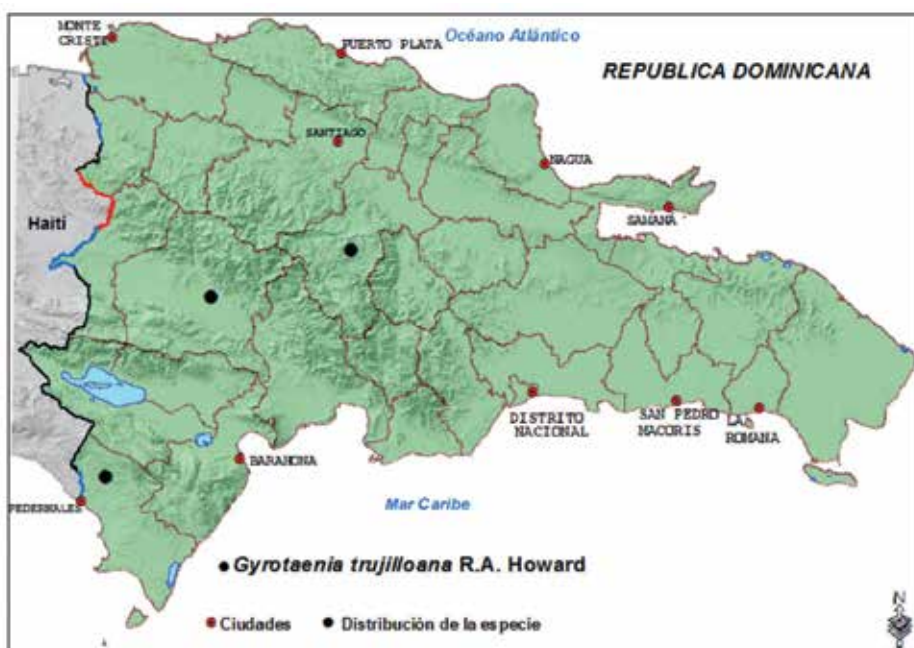 MONTE
CRISTI
PUERTO PLATA
Océano Atlántico
REPUBLICA DOMINICANA
SANTIAGO
NAGUA
SAMANA
Haití
DISTRITO
NACIONAL
SAN PEDRO
MACORIS
LA
ROMANA
BARAHONA
PEDERNALES
Mar Caribe
Gyrotaenia trujilloana R.A. Howard
Ciudades
Distribución de la especie
N